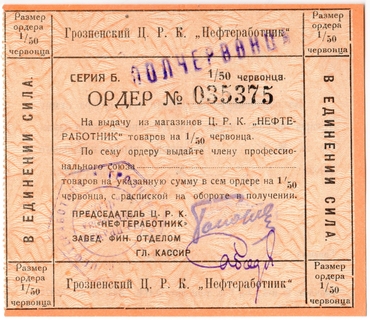 Размер ордера 1/50 червонца
Грозненский Ц. Р. К. „Нефтеработник“
Размер ордера 1/50 червонца
ПОЛЧЕРВОНЦА
СЕРИЯ Б. 1/50 червонца.
ОРДЕР № 035375
На выдачу из магазинов Ц. Р. К. „НЕФТЕ-
РАБОТНИК“ товаров на 1/50 червонца.
По сему ордеру выдайте члену профессио-
нального союза
товаров на указанную сумму в сем ордере на 1/50
червонца, с распиской на обороте в получении.
ПРЕДСЕДАТЕЛЬ Ц. Р. К.
«НЕФТЕРАБОТНИК»
ЗАВЕД. ФИН. ОТДЕЛОМ
ГЛ. КАССИР
В ЕДИНЕНИИ СИЛА.
В ЕДИНЕНИИ СИЛА.
Размер ордера 1/50 червонца
Грозненский Ц. Р. К. „Нефтеработник“
Размер ордера 1/50 червонца